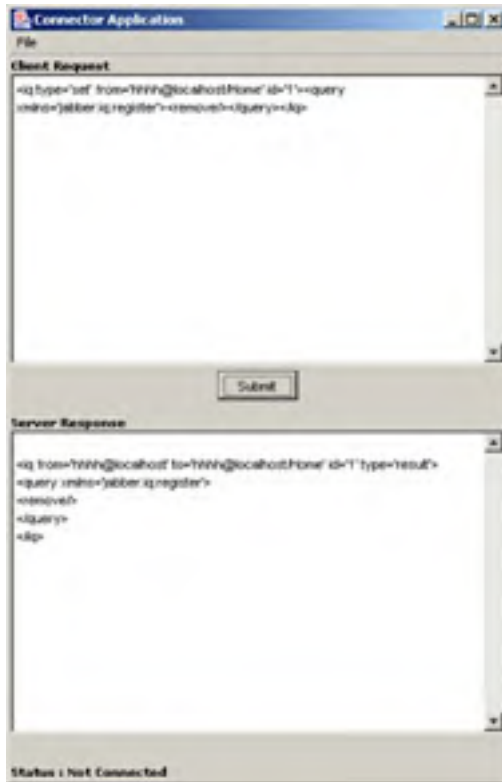 Connector Application
File
Client Request
<iq type='set' from='hhhh@localhost/Home' id='1'><query
xmlns='jabber:iq:register'><remove/></query></iq>
Submit
Server Response
<iq from='hhhh@localhost' to='hhhh@localhost/Home' id='1' type='result'>
<query xmlns='jabber:iq:register'>
<remove/>
</query>
</iq>
Status : Not Connected